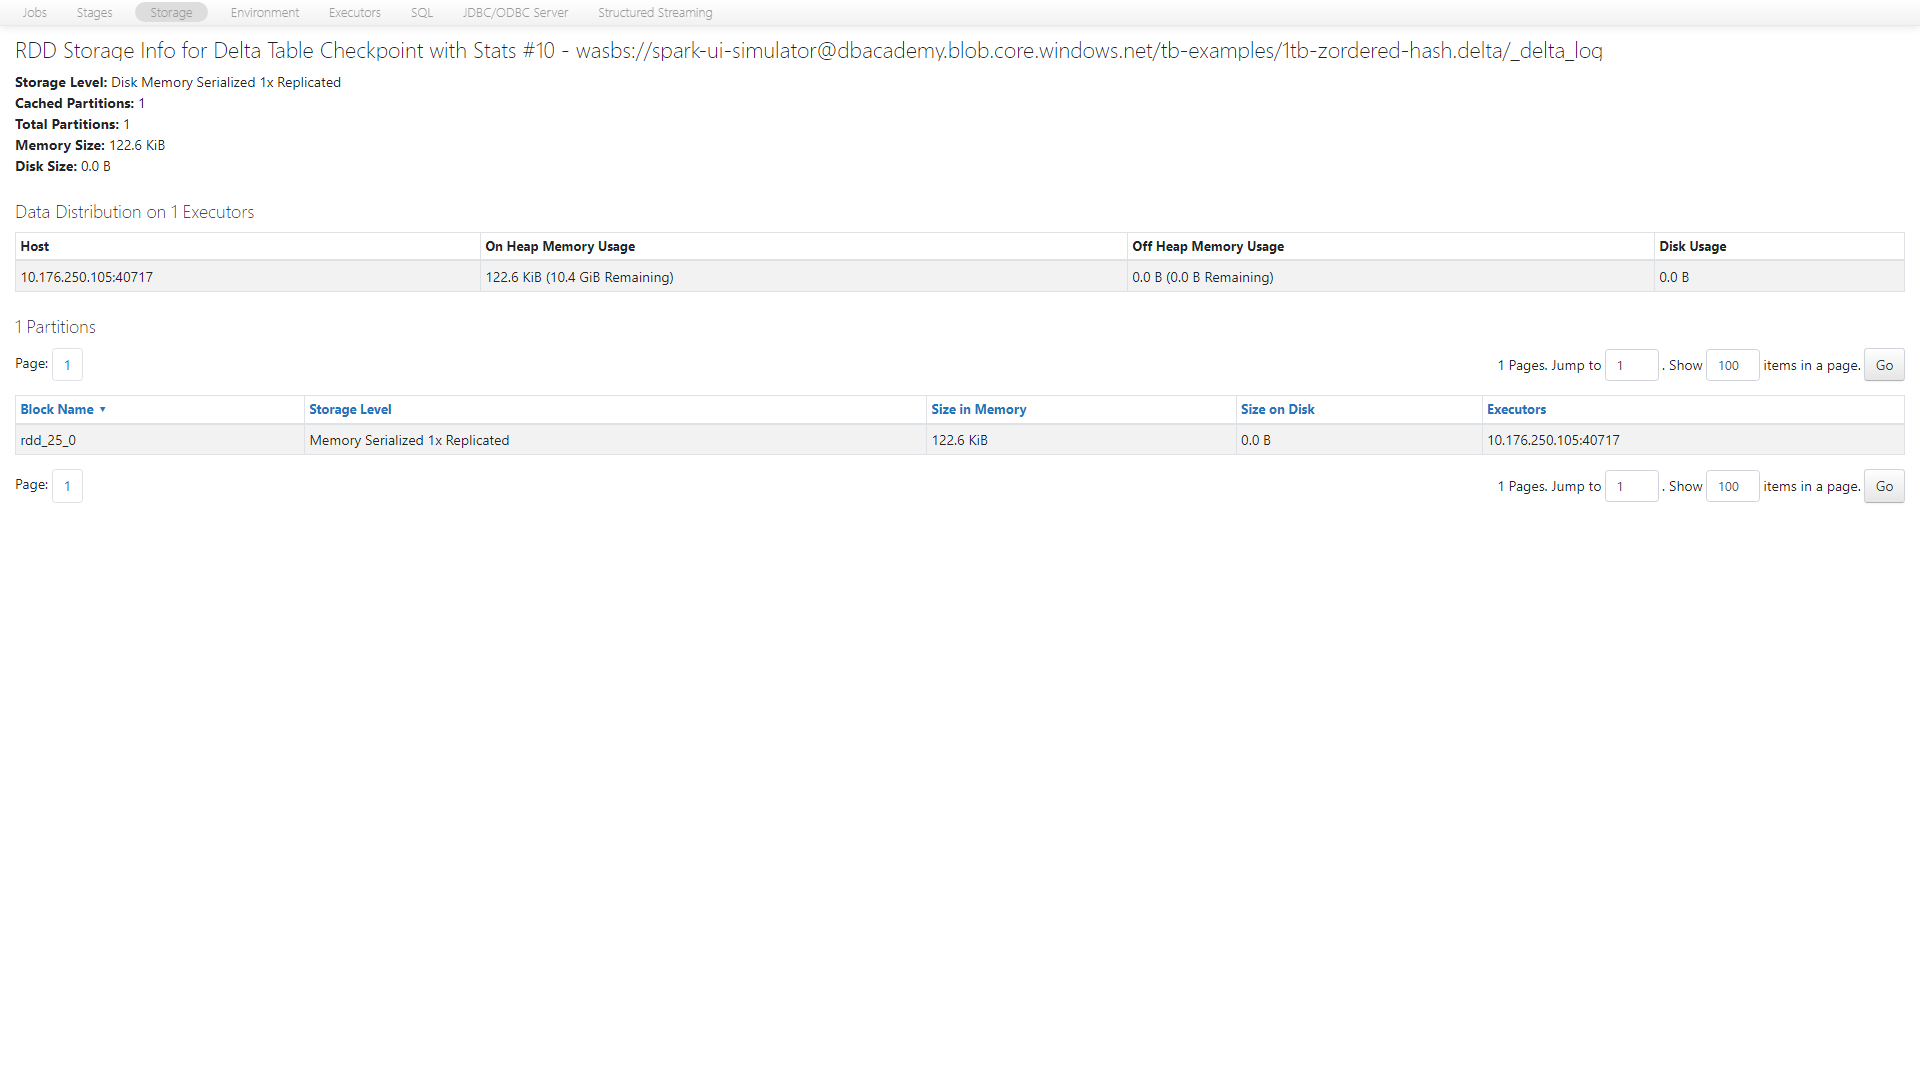 Jobs Stages Storage Environment Executors SQL JDBC/ODBC Server Structured Streaming
RDD Storage Info for Delta Table Checkpoint with Stats #10 - wasbs://spark-ui-simulator@dbacademy.blob.core.windows.net/tb-examples/1tb-zordered-hash.delta/_delta_log
Storage Level: Disk Memory Serialized 1x Replicated
Cached Partitions: 1
Total Partitions: 1
Memory Size: 122.6 KiB
Disk Size: 0.0 B
Data Distribution on 1 Executors
Host On Heap Memory Usage Off Heap Memory Usage Disk Usage
10.176.250.105:40717 122.6 KiB (10.4 GiB Remaining) 0.0 B (0.0 B Remaining) 0.0 B
1 Partitions
Page: 1 1 Pages. Jump to 1 . Show 100 items in a page. Go
Block Name ▾ Storage Level Size in Memory Size on Disk Executors
rdd_25_0 Memory Serialized 1x Replicated 122.6 KiB 0.0 B 10.176.250.105:40717
Page: 1 1 Pages. Jump to 1 . Show 100 items in a page. Go